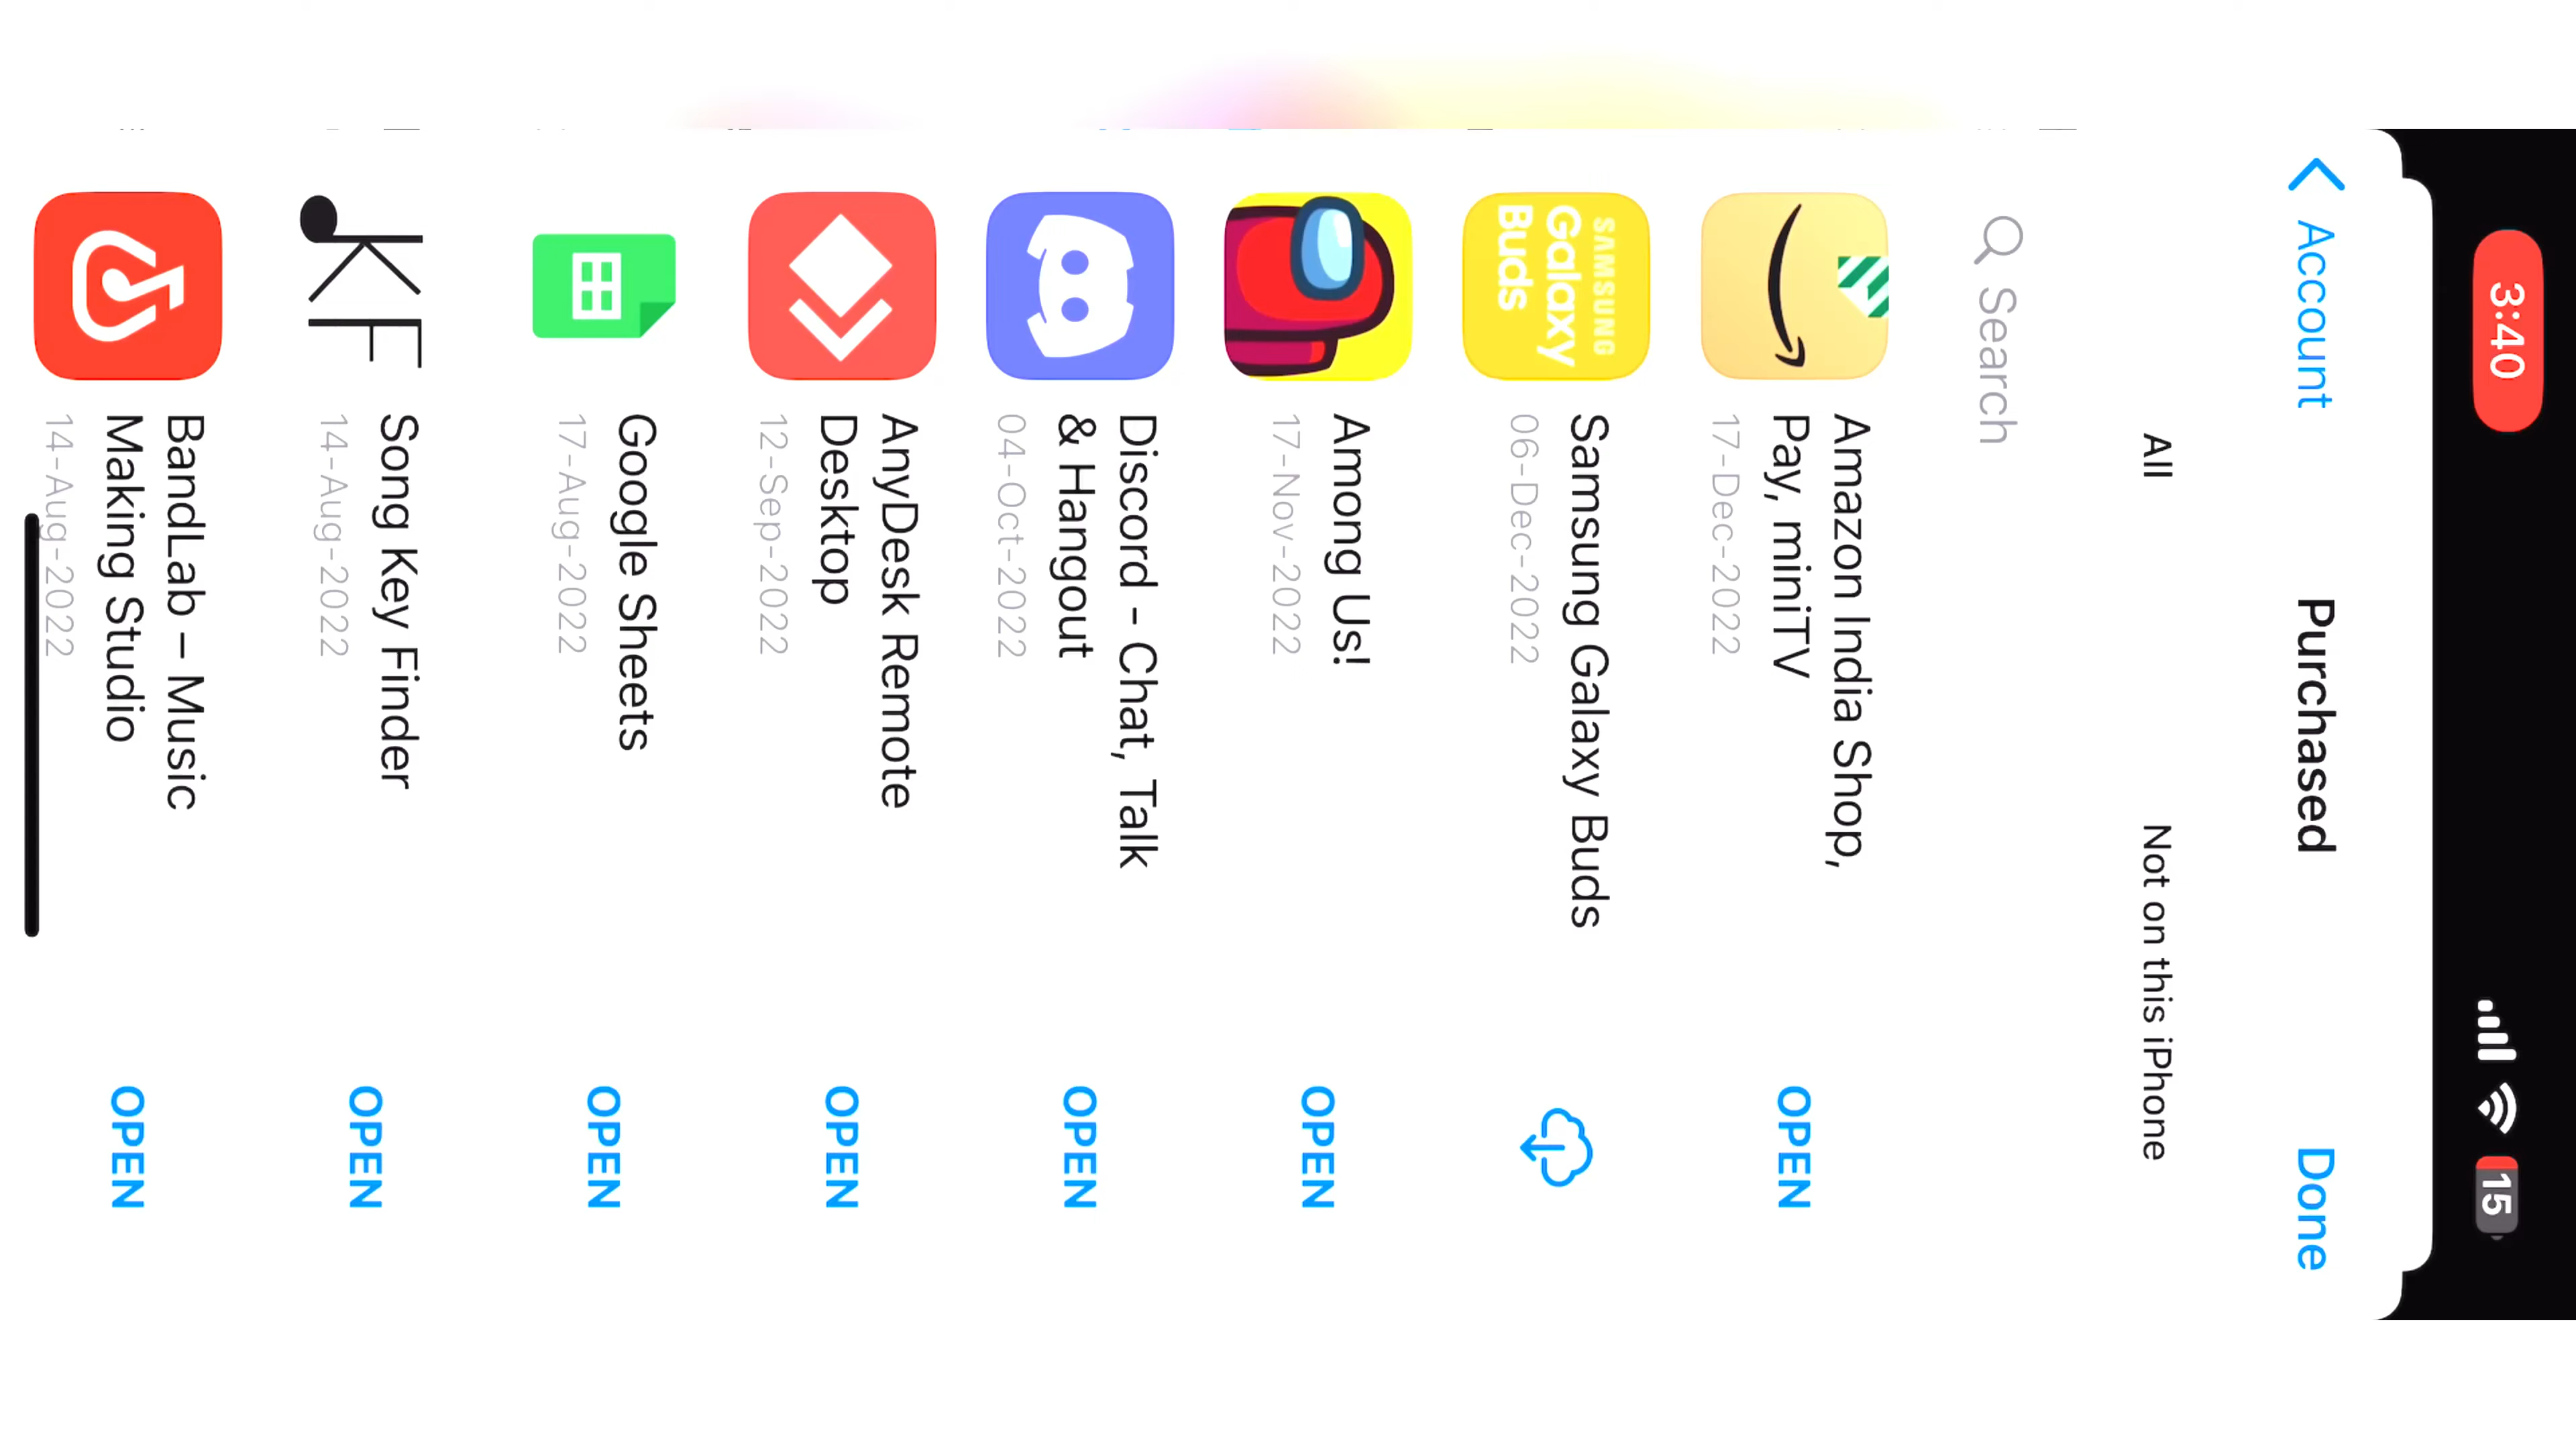 3:40
15
Account
Purchased
Done
All
Not on this iPhone
Search
Amazon India Shop,
Pay, miniTV
17-Dec-2022
OPEN
SAMSUNG
Galaxy
Buds
Samsung Galaxy Buds
06-Dec-2022
Among Us!
17-Nov-2022
OPEN
Discord - Chat, Talk
& Hangout
04-Oct-2022
OPEN
AnyDesk Remote
Desktop
12-Sep-2022
OPEN
Google Sheets
17-Aug-2022
OPEN
KF
Song Key Finder
14-Aug-2022
OPEN
BandLab – Music
Making Studio
14-Aug-2022
OPEN